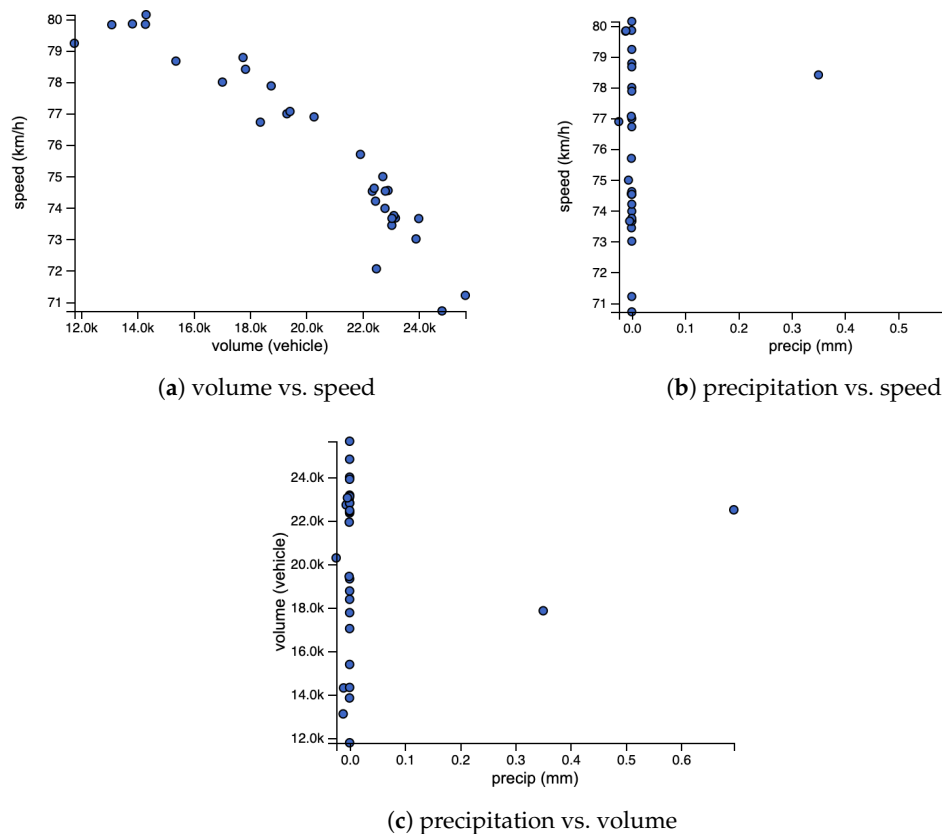 80
79
78
77
76
75
74
73
72
71
speed (km/h)
12.0k 14.0k 16.0k 18.0k 20.0k 22.0k 24.0k
volume (vehicle)
(a) volume vs. speed
80
79
78
77
76
75
74
73
72
71
speed (km/h)
0.0 0.1 0.2 0.3 0.4 0.5
precip (mm)
(b) precipitation vs. speed
24.0k
22.0k
20.0k
18.0k
16.0k
14.0k
12.0k
volume (vehicle)
0.0 0.1 0.2 0.3 0.4 0.5 0.6
precip (mm)
(c) precipitation vs. volume